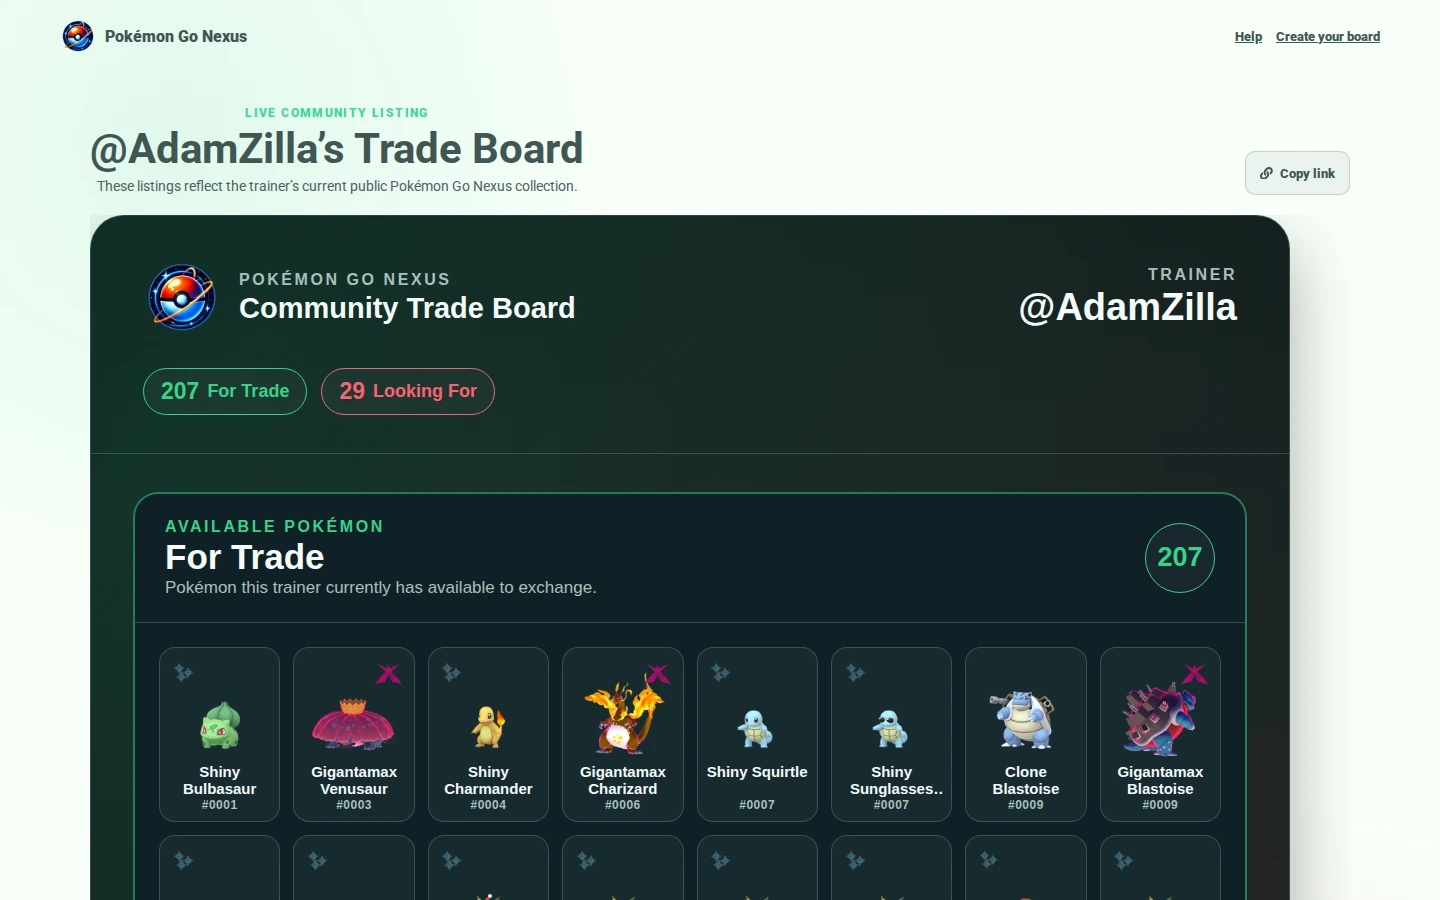 Pokémon Go Nexus
Help
Create your board
LIVE COMMUNITY LISTING
@AdamZilla’s Trade Board
These listings reflect the trainer’s current public Pokémon Go Nexus collection.
Copy link
POKÉMON GO NEXUS
Community Trade Board
TRAINER
@AdamZilla
207 For Trade
29 Looking For
AVAILABLE POKÉMON
For Trade
Pokémon this trainer currently has available to exchange.
207
Shiny
Bulbasaur
#0001
Gigantamax
Venusaur
#0003
Shiny
Charmander
#0004
Gigantamax
Charizard
#0006
Shiny Squirtle
#0007
Shiny
Sunglasses..
#0007
Clone
Blastoise
#0009
Gigantamax
Blastoise
#0009